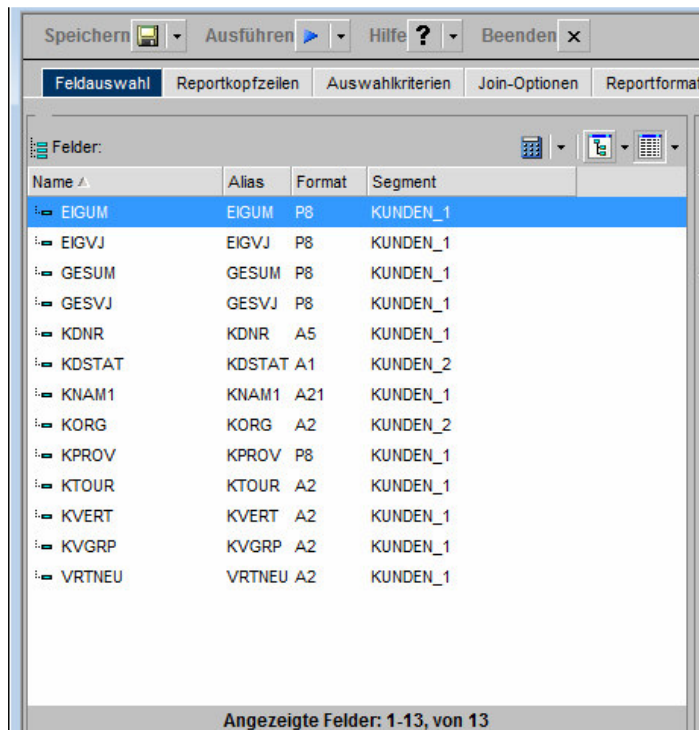 Speichern Ausführen Hilfe ? Beenden x
Feldauswahl Reportkopfzeilen Auswahlkriterien Join-Optionen Reportforma
Felder:
Name Alias Format Segment
EIGUM EIGUM P8 KUNDEN_1
EIGVJ EIGVJ P8 KUNDEN_1
GESUM GESUM P8 KUNDEN_1
GESVJ GESVJ P8 KUNDEN_1
KDNR KDNR A5 KUNDEN_1
KDSTAT KDSTAT A1 KUNDEN_2
KNAM1 KNAM1 A21 KUNDEN_1
KORG KORG A2 KUNDEN_2
KPROV KPROV P8 KUNDEN_1
KTOUR KTOUR A2 KUNDEN_1
KVERT KVERT A2 KUNDEN_1
KVGRP KVGRP A2 KUNDEN_1
VRTNEU VRTNEU A2 KUNDEN_1
Angezeigte Felder: 1-13, von 13